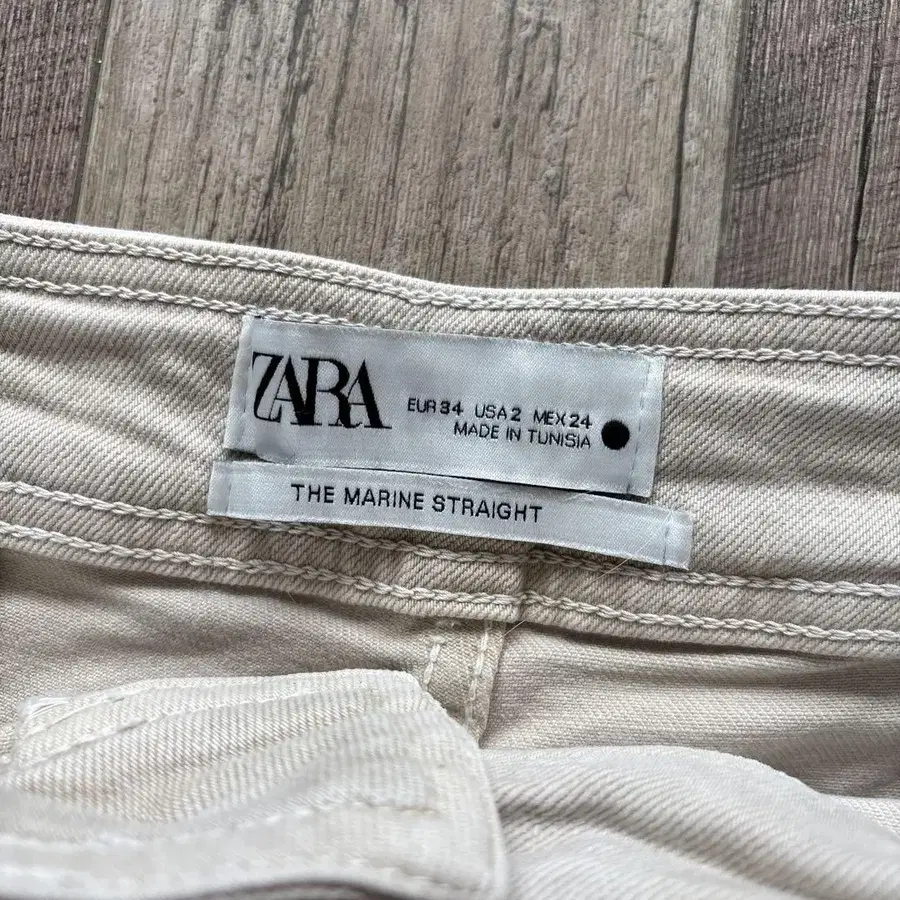 ZARA
EUR 34 USA 2 MEX 24
MADE IN TUNISIA
THE MARINE STRAIGHT